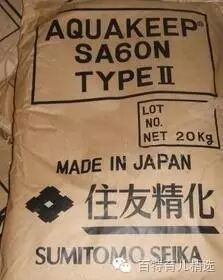 AQUAKEEP®
SA60N
TYPE II
LOT
NO.
NET 20Kg
MADE IN JAPAN
住友精化
SUMITOMO SEIKA
百特育儿精选